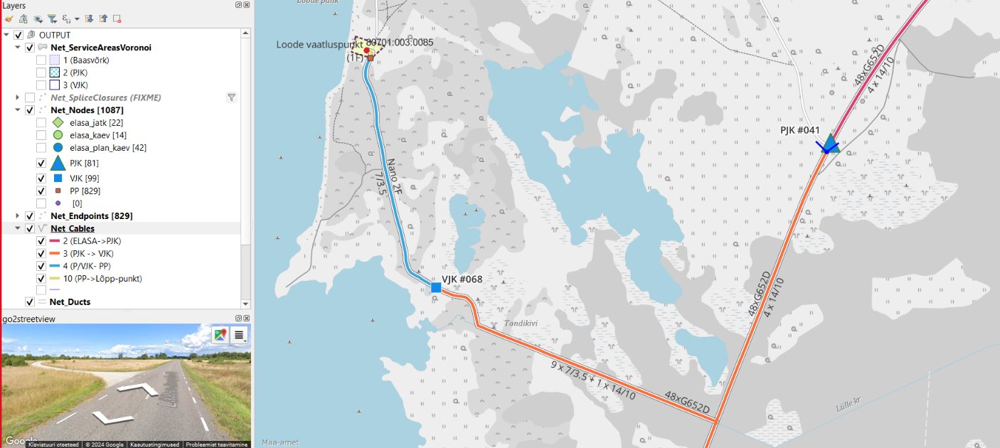 Layers
OUTPUT
Net_ServiceAreasVoronoi
1 (Baasvõrk)
2 (PJK)
3 (VJK)
Net_SpliceClosures (FIXME)
Net_Nodes [1087]
elasa_jatk [22]
elasa_kaev [14]
elasa_plan_kaev [42]
PJK [81]
VJK [99]
PP [829]
[0]
Net_Endpoints [829]
Net_Cables
2 (ELASA->PJK)
3 (PJK -> VJK)
4 (P/VJK- PP)
10 (PP->Lõpp-punkt)
Net_Ducts
go2streetview
Google
Klaviatuuri otseteed
© 2024 Google
Kasutustingimused
Probleemist teavitamine
Loode pank
Loode vaatluspunkt
80701:003:0085
(1F)
Nano 2F
7/3.5
VJK #068
Tondikivi
9 x 7/3.5 + 1 x 14/10
48xG652D
48xG652D
4 x 14/10
PJK #041
48xG652D
4 x 14/10
Lülle kr
Maa-amet